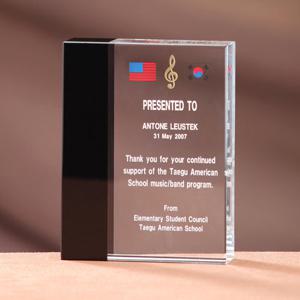 PRESENTED TO
ANTONE LEUSTEK
31 May 2007
Thank you for your continued
support of the Taegu American
School music/band program.
From
Elementary Student Council
Taegu American School